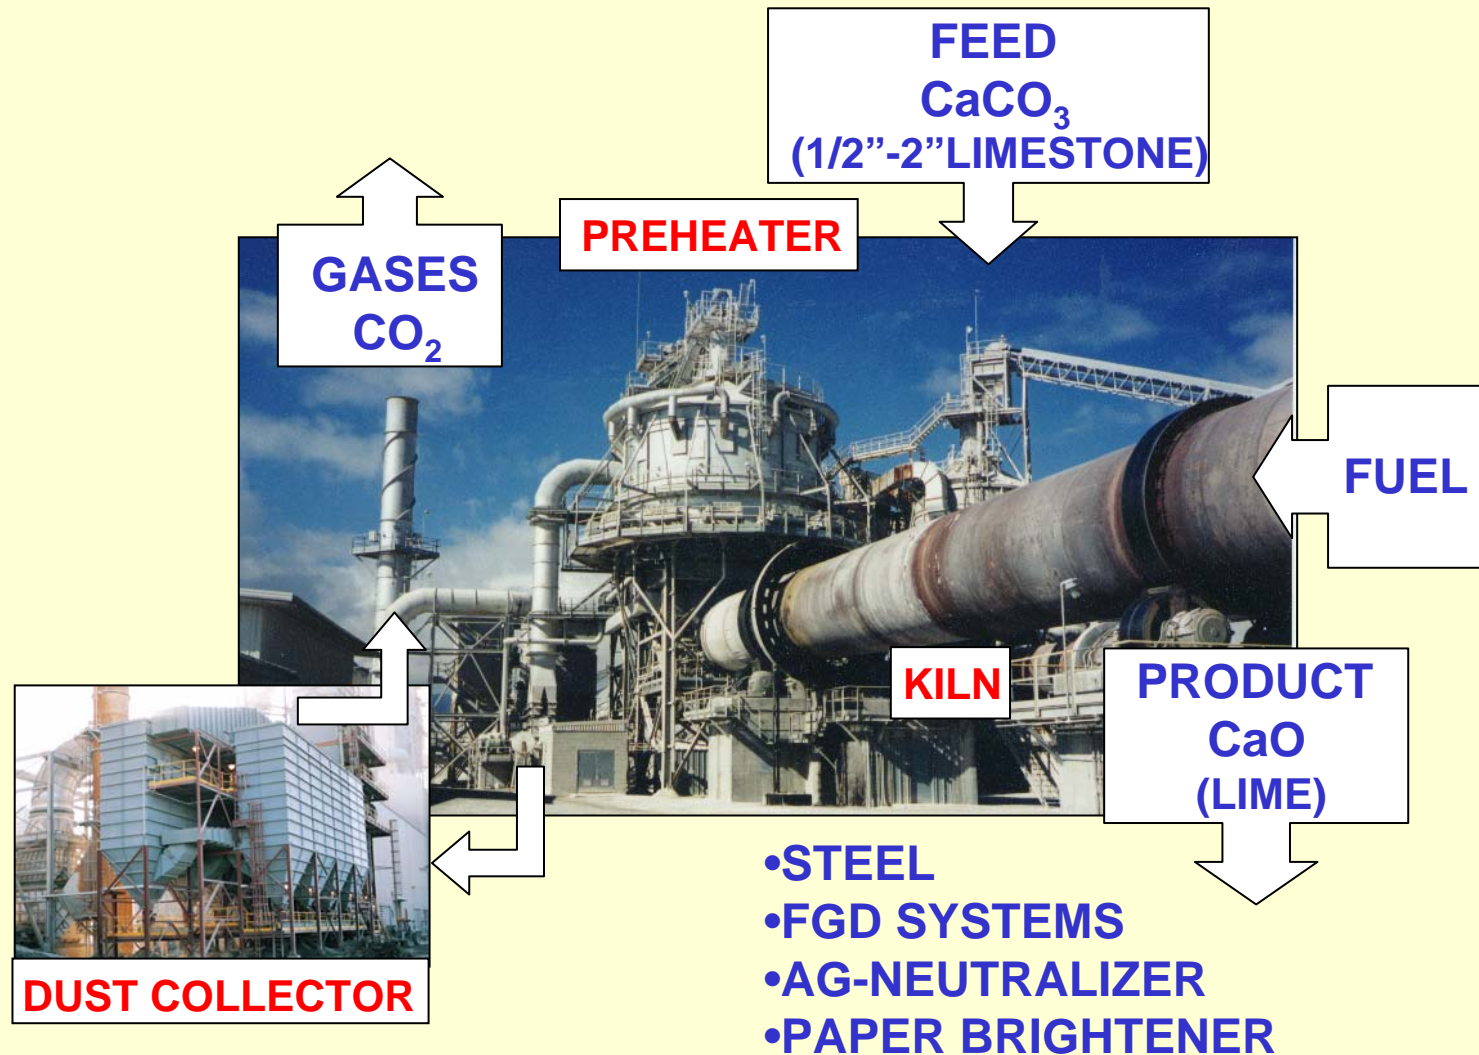 FEED
CaCO₃
(1/2”-2”LIMESTONE)
PREHEATER
GASES
CO₂
FUEL
KILN
PRODUCT
CaO
(LIME)
DUST COLLECTOR
•STEEL
•FGD SYSTEMS
•AG-NEUTRALIZER
•PAPER BRIGHTENER